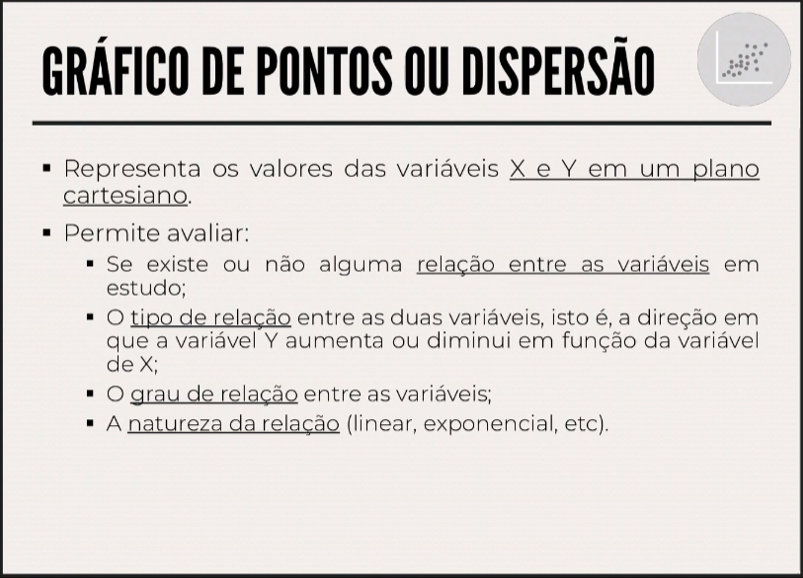 GRÁFICO DE PONTOS OU DISPERSÃO
▪ Representa os valores das variáveis X e Y em um plano
cartesiano.
▪ Permite avaliar:
▪ Se existe ou não alguma relação entre as variáveis em
estudo;
▪ O tipo de relação entre as duas variáveis, isto é, a direção em
que a variável Y aumenta ou diminui em função da variável
de X;
▪ O grau de relação entre as variáveis;
▪ A natureza da relação (linear, exponencial, etc).